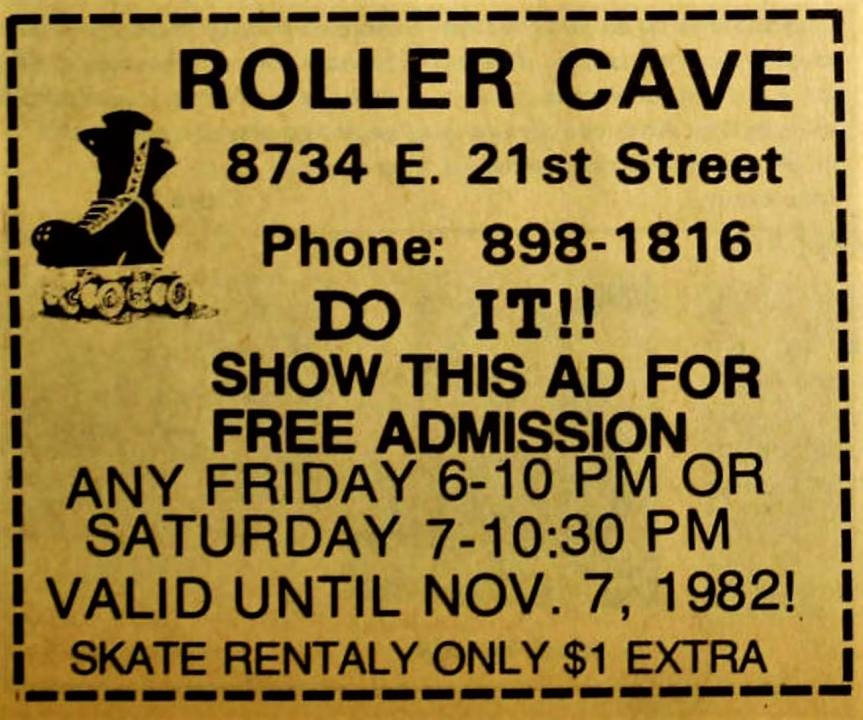 ROLLER CAVE
8734 E. 21st Street
Phone: 898-1816
DO IT!!
SHOW THIS AD FOR
FREE ADMISSION
ANY FRIDAY 6-10 PM OR
SATURDAY 7-10:30 PM
VALID UNTIL NOV. 7, 1982!
SKATE RENTALY ONLY $1 EXTRA